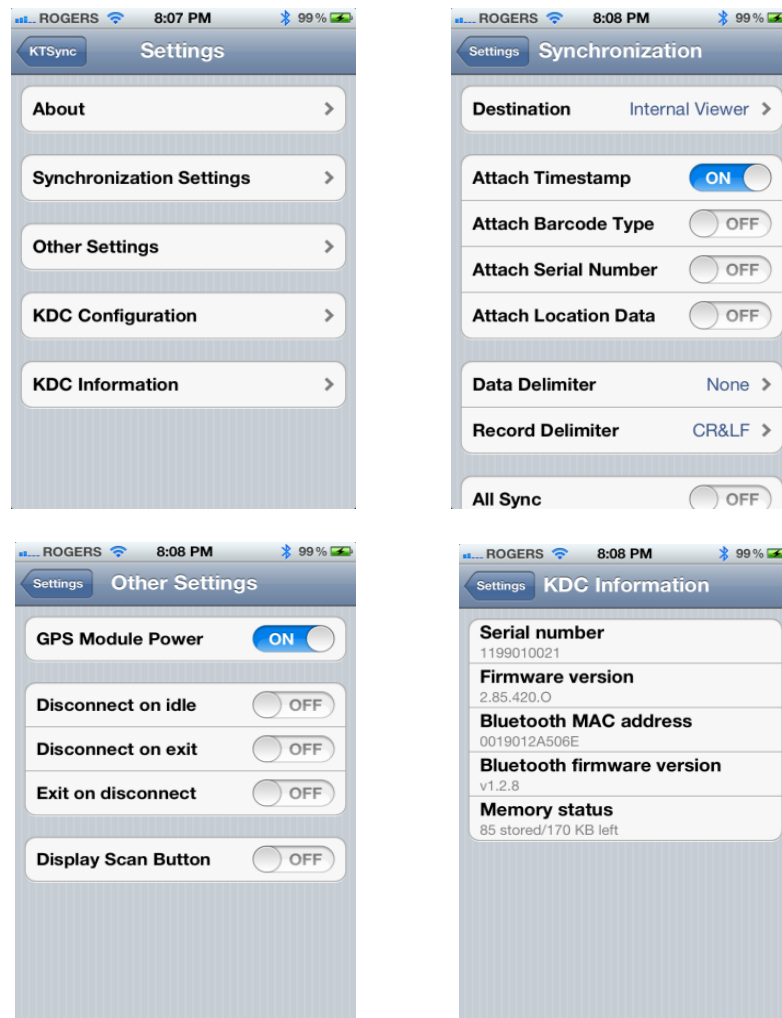 ROGERS 8:07 PM 99%
KTSync Settings
About
Synchronization Settings
Other Settings
KDC Configuration
KDC Information
ROGERS 8:08 PM 99%
Settings Synchronization
Destination Internal Viewer
Attach Timestamp ON
Attach Barcode Type OFF
Attach Serial Number OFF
Attach Location Data OFF
Data Delimiter None
Record Delimiter CR&LF
All Sync OFF
ROGERS 8:08 PM 99%
Settings Other Settings
GPS Module Power ON
Disconnect on idle OFF
Disconnect on exit OFF
Exit on disconnect OFF
Display Scan Button OFF
ROGERS 8:08 PM 99%
Settings KDC Information
Serial number
1199010021
Firmware version
2.85.420.O
Bluetooth MAC address
0019012A506E
Bluetooth firmware version
v1.2.8
Memory status
85 stored/170 KB left